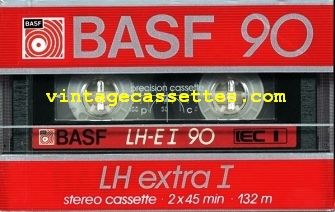 BASF
BASF 90
precision cassette
vintagecassettes.com
BASF LH-E I 90 IEC I
LH extra I
stereo cassette · 2x45 min · 132 m